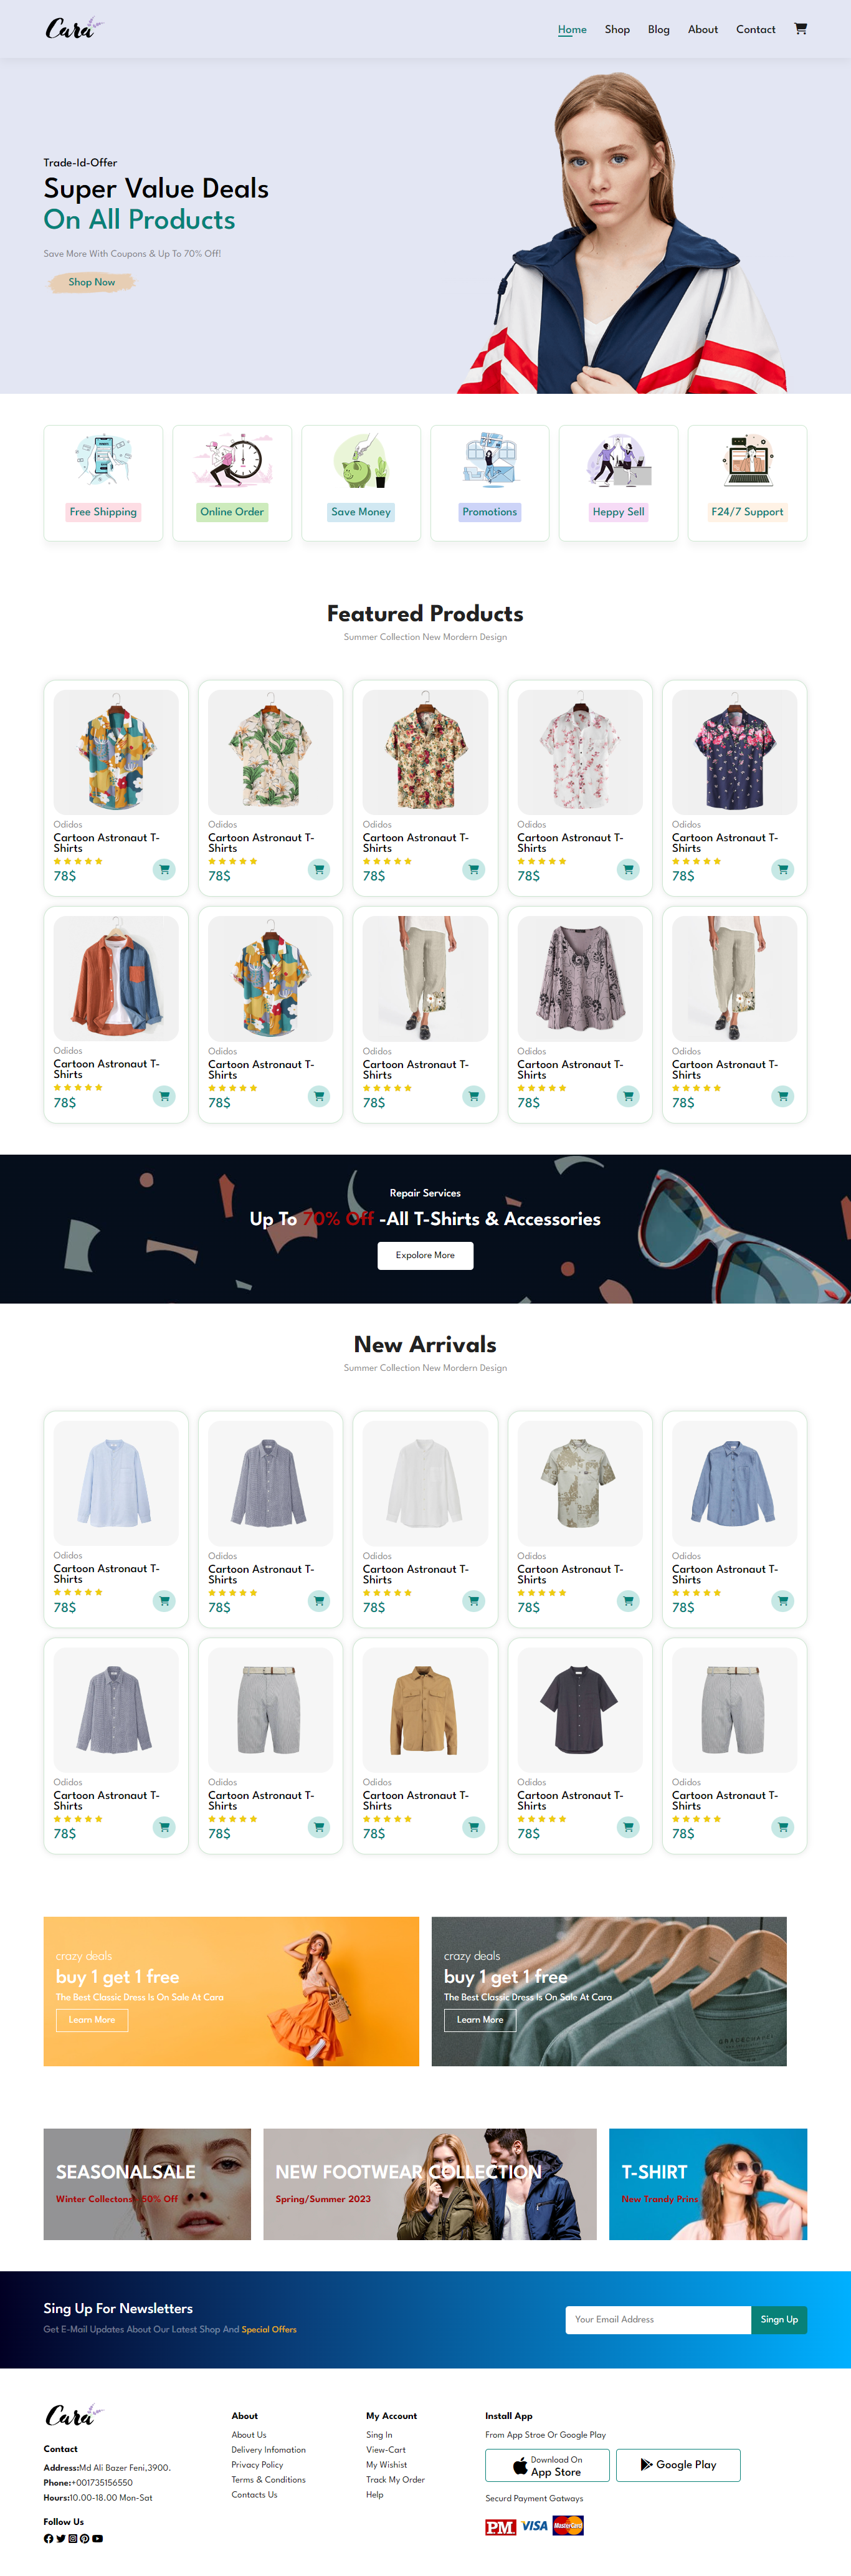 Cara
Home Shop Blog About Contact
Trade-Id-Offer
Super Value Deals
On All Products
Save More With Coupons & Up To 70% Off!
Shop Now
Free Shipping
Online Order
Save Money
Promotions
Heppy Sell
F24/7 Support
Featured Products
Summer Collection New Mordern Design
Odidos
Cartoon Astronaut T-
Shirts
78$
Odidos
Cartoon Astronaut T-
Shirts
78$
Odidos
Cartoon Astronaut T-
Shirts
78$
Odidos
Cartoon Astronaut T-
Shirts
78$
Odidos
Cartoon Astronaut T-
Shirts
78$
Odidos
Cartoon Astronaut T-
Shirts
78$
Odidos
Cartoon Astronaut T-
Shirts
78$
Odidos
Cartoon Astronaut T-
Shirts
78$
Odidos
Cartoon Astronaut T-
Shirts
78$
Odidos
Cartoon Astronaut T-
Shirts
78$
Repair Services
Up To 70% Off -All T-Shirts & Accessories
Expolore More
New Arrivals
Summer Collection New Mordern Design
Odidos
Cartoon Astronaut T-
Shirts
78$
Odidos
Cartoon Astronaut T-
Shirts
78$
Odidos
Cartoon Astronaut T-
Shirts
78$
Odidos
Cartoon Astronaut T-
Shirts
78$
Odidos
Cartoon Astronaut T-
Shirts
78$
Odidos
Cartoon Astronaut T-
Shirts
78$
Odidos
Cartoon Astronaut T-
Shirts
78$
Odidos
Cartoon Astronaut T-
Shirts
78$
Odidos
Cartoon Astronaut T-
Shirts
78$
Odidos
Cartoon Astronaut T-
Shirts
78$
crazy deals
buy 1 get 1 free
The Best Classic Dress Is On Sale At Cara
Learn More
crazy deals
buy 1 get 1 free
The Best Classic Dress Is On Sale At Cara
Learn More
SEASONALSALE
Winter Collectons - 50% Off
NEW FOOTWEAR COLLECTION
Spring/Summer 2023
T-SHIRT
New Trandy Prins
Sing Up For Newsletters
Get E-Mail Updates About Our Latest Shop And Special Offers
Your Email Address
Singn Up
Cara
Contact
Address:Md Ali Bazer Feni,3900.
Phone:+001735156550
Hours:10.00-18.00 Mon-Sat
Follow Us
About
About Us
Delivery Infomation
Privacy Policy
Terms & Conditions
Contacts Us
My Account
Sing In
View-Cart
My Wishist
Track My Order
Help
Install App
From App Stroe Or Google Play
Download On
App Store
Google Play
Securd Payment Gatways
PM
VISA
MasterCard